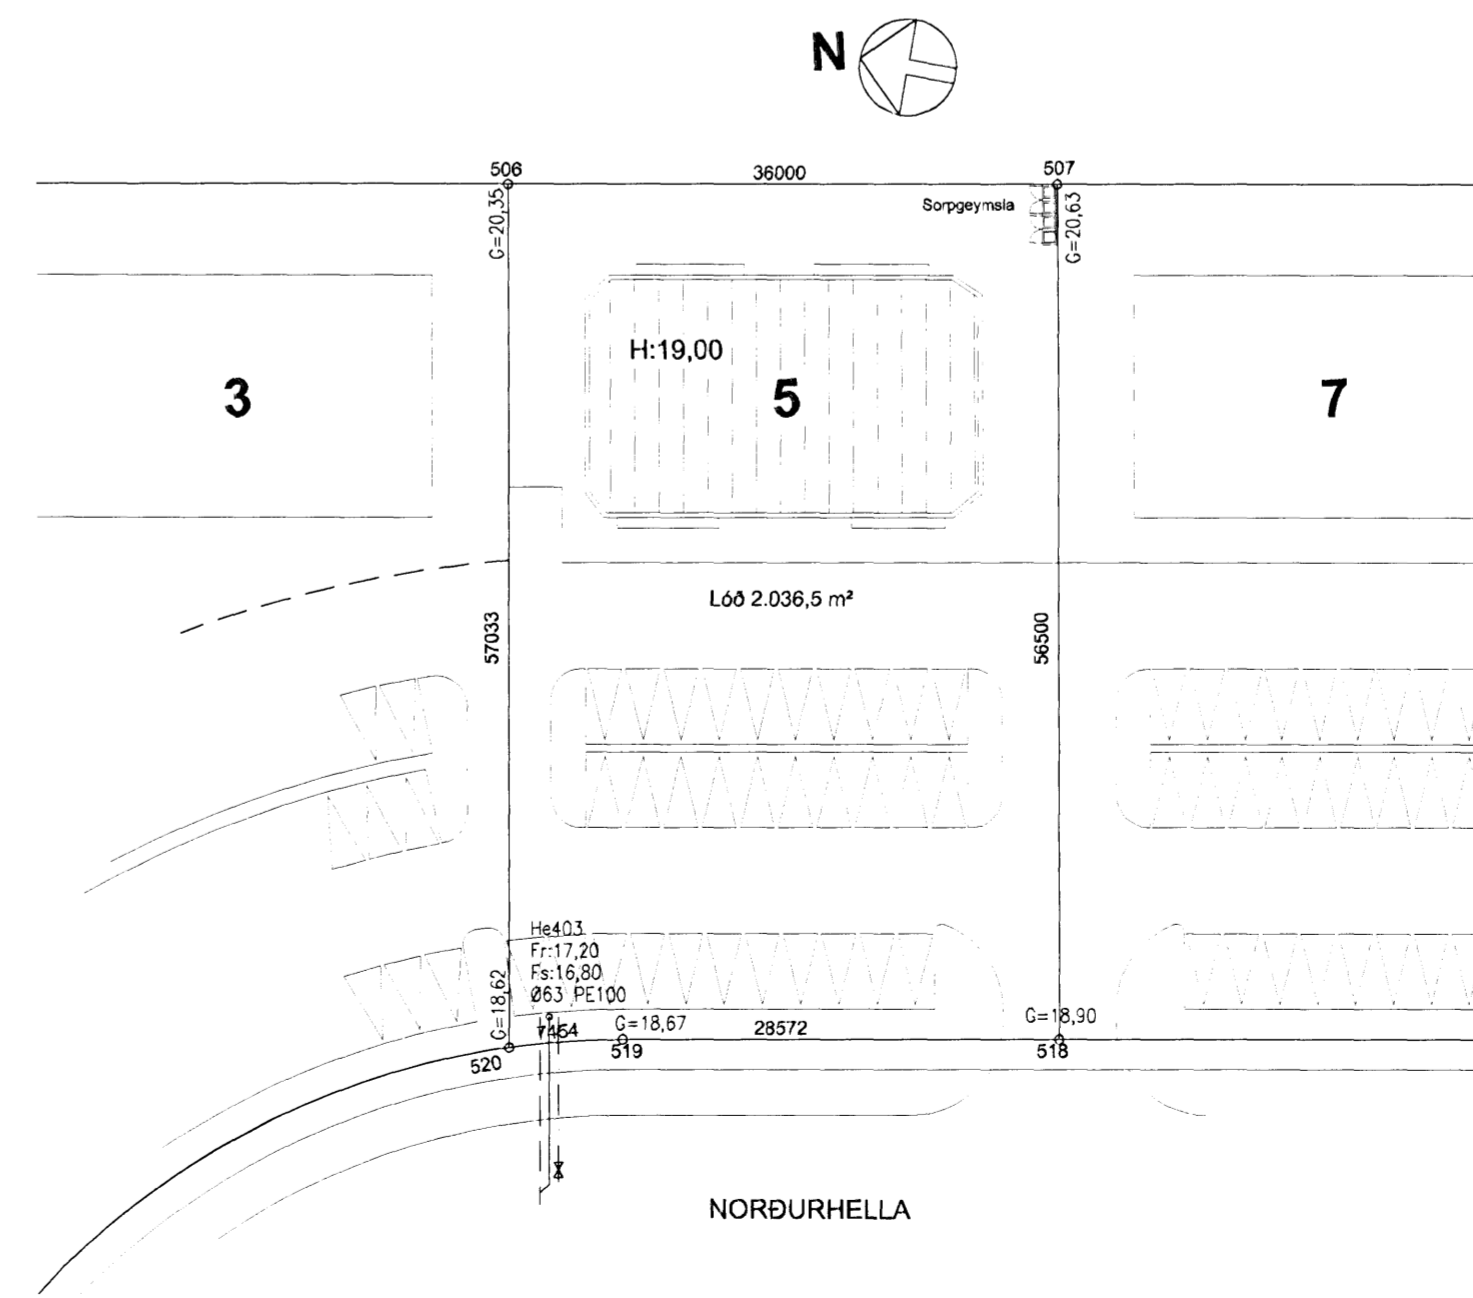 N
506
36000
507
G=20,35
Sorpgeymsla
G=20,63
H:19,00
3
5
7
Lóð 2.036,5 m²
57033
56500
He403
Fr:17,20
Fs:16,80
Ø63 PE100
G=18,62
7454
G=18,67
28572
G=18,90
520
519
518
NORÐURHELLA